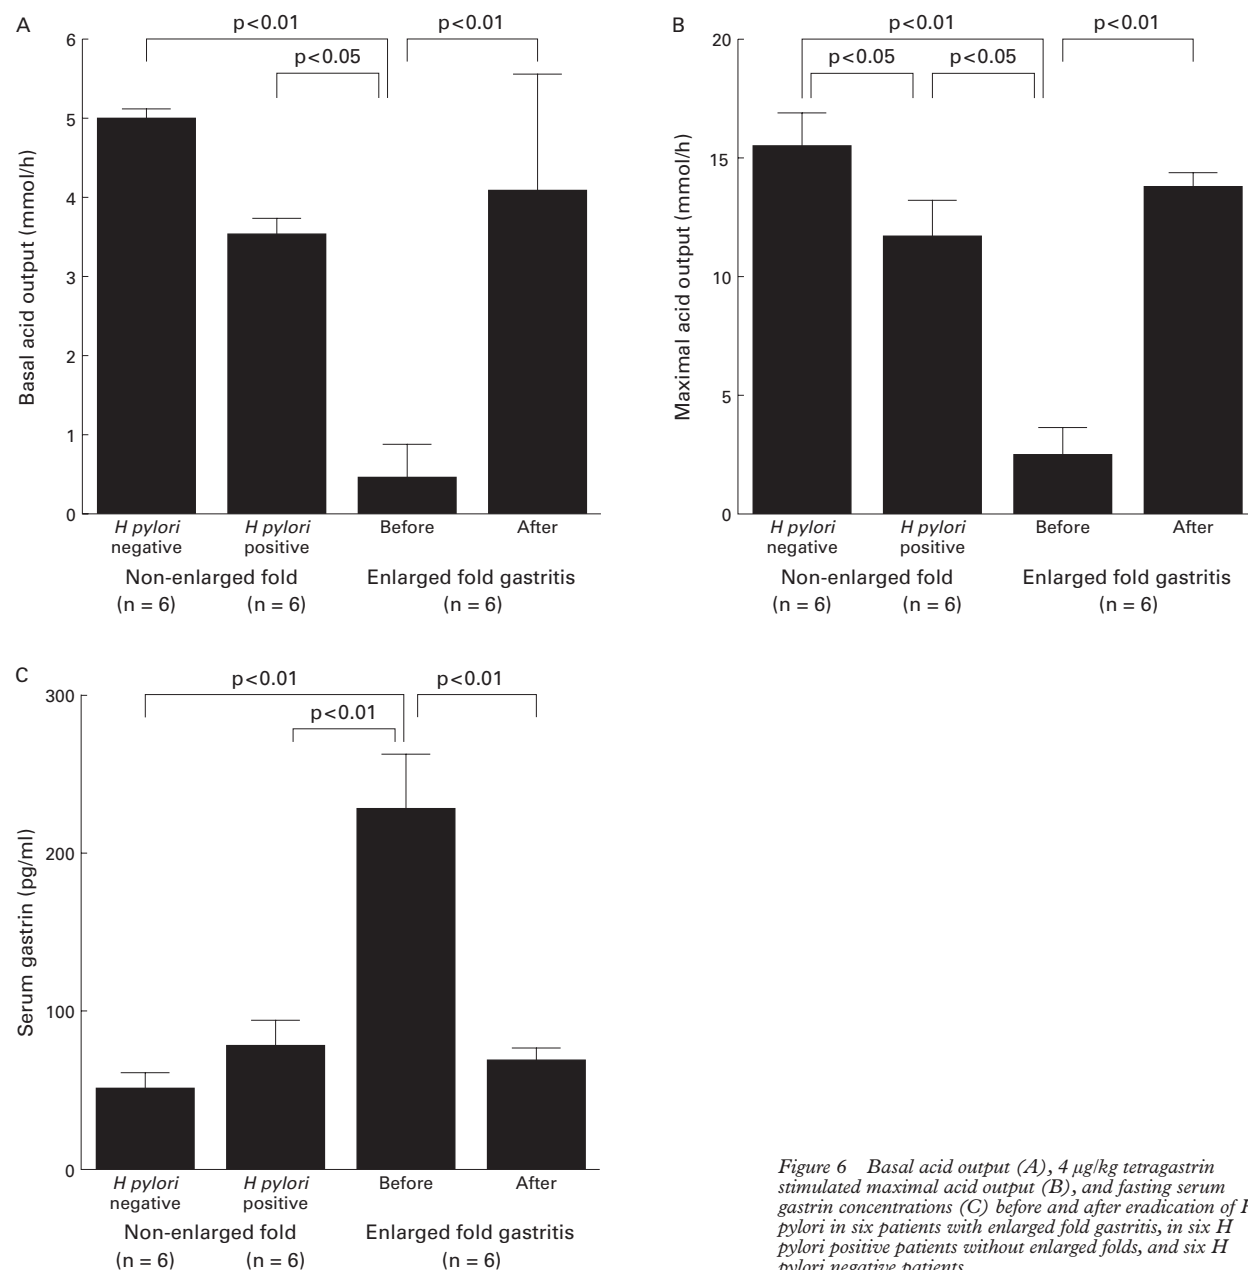 A
p<0.01
p<0.01
p<0.05
6
5
4
3
2
1
0
Basal acid output (mmol/h)
H pylori
negative
H pylori
positive
Before
After
Non-enlarged fold
Enlarged fold gastritis
(n = 6)
(n = 6)
(n = 6)
B
p<0.01
p<0.01
p<0.05
p<0.05
20
15
10
5
0
Maximal acid output (mmol/h)
H pylori
negative
H pylori
positive
Before
After
Non-enlarged fold
Enlarged fold gastritis
(n = 6)
(n = 6)
(n = 6)
C
p<0.01
p<0.01
p<0.01
300
200
100
0
Serum gastrin (pg/ml)
H pylori
negative
H pylori
positive
Before
After
Non-enlarged fold
Enlarged fold gastritis
(n = 6)
(n = 6)
(n = 6)
Figure 6 Basal acid output (A), 4 µg/kg tetragastrin
stimulated maximal acid output (B), and fasting serum
gastrin concentrations (C) before and after eradication of H
pylori in six patients with enlarged fold gastritis, in six H
pylori positive patients without enlarged folds, and six H
pylori negative patients